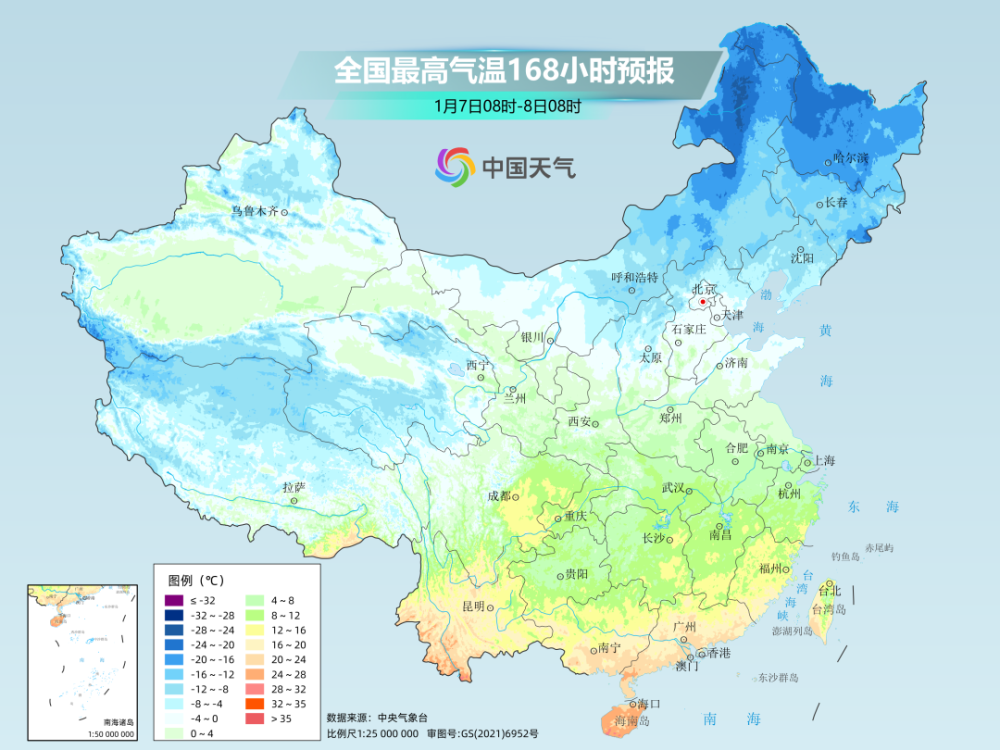 全国最高气温168小时预报
1月7日08时-8日08时
中国天气
哈尔滨
乌鲁木齐
长春
沈阳
呼和浩特
北京
渤
海
天津
黄
海
石家庄
银川
太原
济南
西宁
兰州
郑州
西安
合肥
南京
上海
拉萨
成都
武汉
杭州
重庆
东 海
长沙
南昌
赤尾屿
钓鱼岛
贵阳
福州
台
湾
海
峡
台北
昆明
台湾岛
广州
澎湖列岛
南宁
香港
澳门
东沙群岛
海口
海南岛
南 海
图例（℃）
≤ -32
-32 ~ -28
-28 ~ -24
-24 ~ -20
-20 ~ -16
-16 ~ -12
-12 ~ -8
-8 ~ -4
-4 ~ 0
0 ~ 4
4 ~ 8
8 ~ 12
12 ~ 16
16 ~ 20
20 ~ 24
24 ~ 28
28 ~ 32
32 ~ 35
> 35
南海诸岛
1:50 000 000
数据来源：中央气象台
比例尺1:25 000 000 审图号:GS(2021)6952号